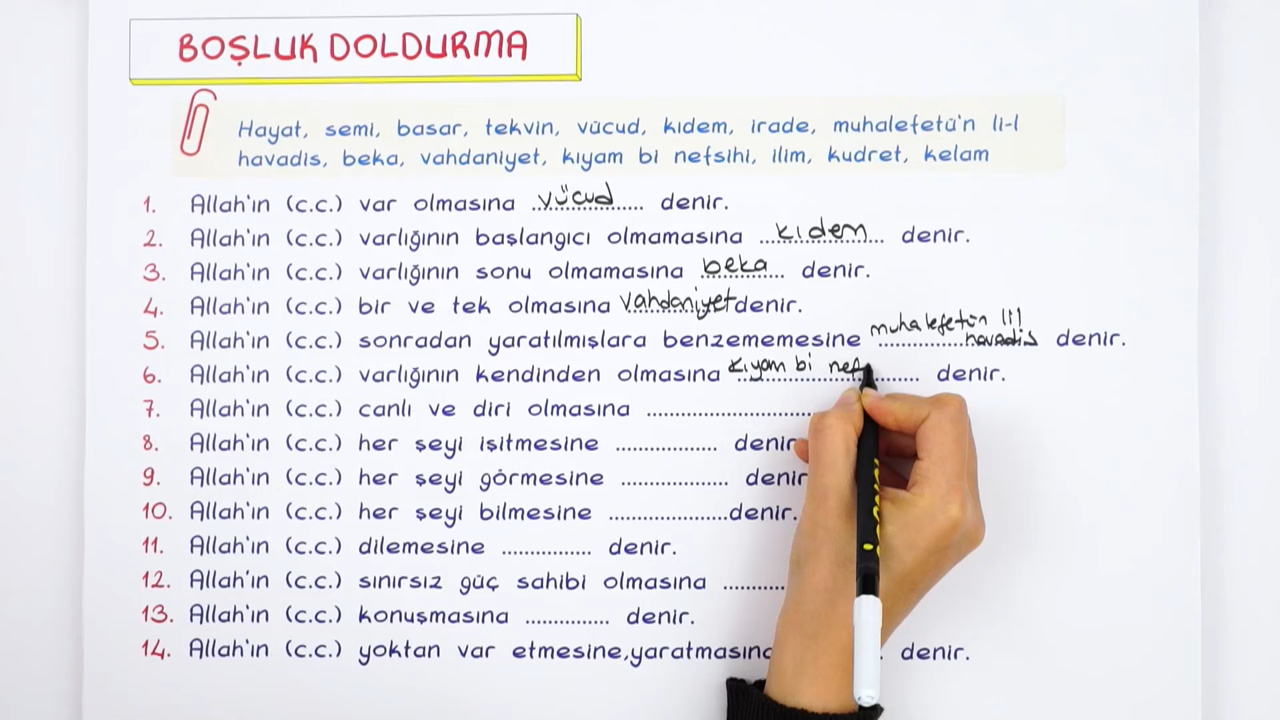 BOŞLUK DOLDURMA
Hayat, semi, basar, tekvin, vücud, kıdem, irade, muhalefetü'n li-l
havadis, beka, vahdaniyet, kıyam bi nefsihi, ilim, kudret, kelam
1. Allah'ın (c.c.) var olmasına ..vücud..... denir.
2. Allah'ın (c.c.) varlığının başlangıcı olmamasına ...kıdem... denir.
3. Allah'ın (c.c.) varlığının sonu olmamasına beka... denir.
4. Allah'ın (c.c.) bir ve tek olmasına vahdaniyet denir.
5. Allah'ın (c.c.) sonradan yaratılmışlara benzememesine muhalefetün lil havadis denir.
6. Allah'ın (c.c.) varlığının kendinden olmasına kıyam bi nef......... denir.
7. Allah'ın (c.c.) canlı ve diri olmasına ............................
8. Allah'ın (c.c.) her şeyi işitmesine ................. denir
9. Allah'ın (c.c.) her şeyi görmesine .................. denir
10. Allah'ın (c.c.) her şeyi bilmesine ....................denir.
11. Allah'ın (c.c.) dilemesine ............... denir.
12. Allah'ın (c.c.) sınırsız güç sahibi olmasına ..........
13. Allah'ın (c.c.) konuşmasına .............. denir.
14. Allah'ın (c.c.) yoktan var etmesine,yaratmasına . denir.